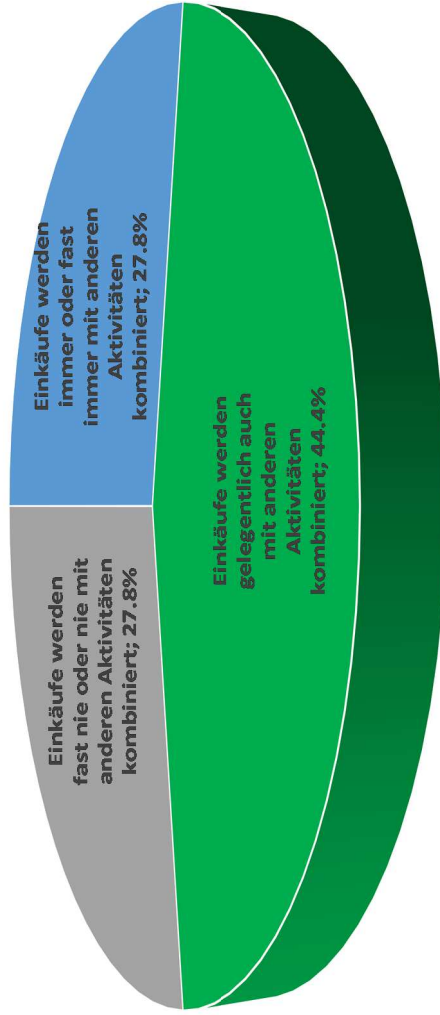 Einkäufe werden
immer oder fast
immer mit anderen
Aktivitäten
kombiniert; 27.8%
Einkäufe werden
gelegentlich auch
mit anderen
Aktivitäten
kombiniert; 44.4%
Einkäufe werden
fast nie oder nie mit
anderen Aktivitäten
kombiniert; 27.8%